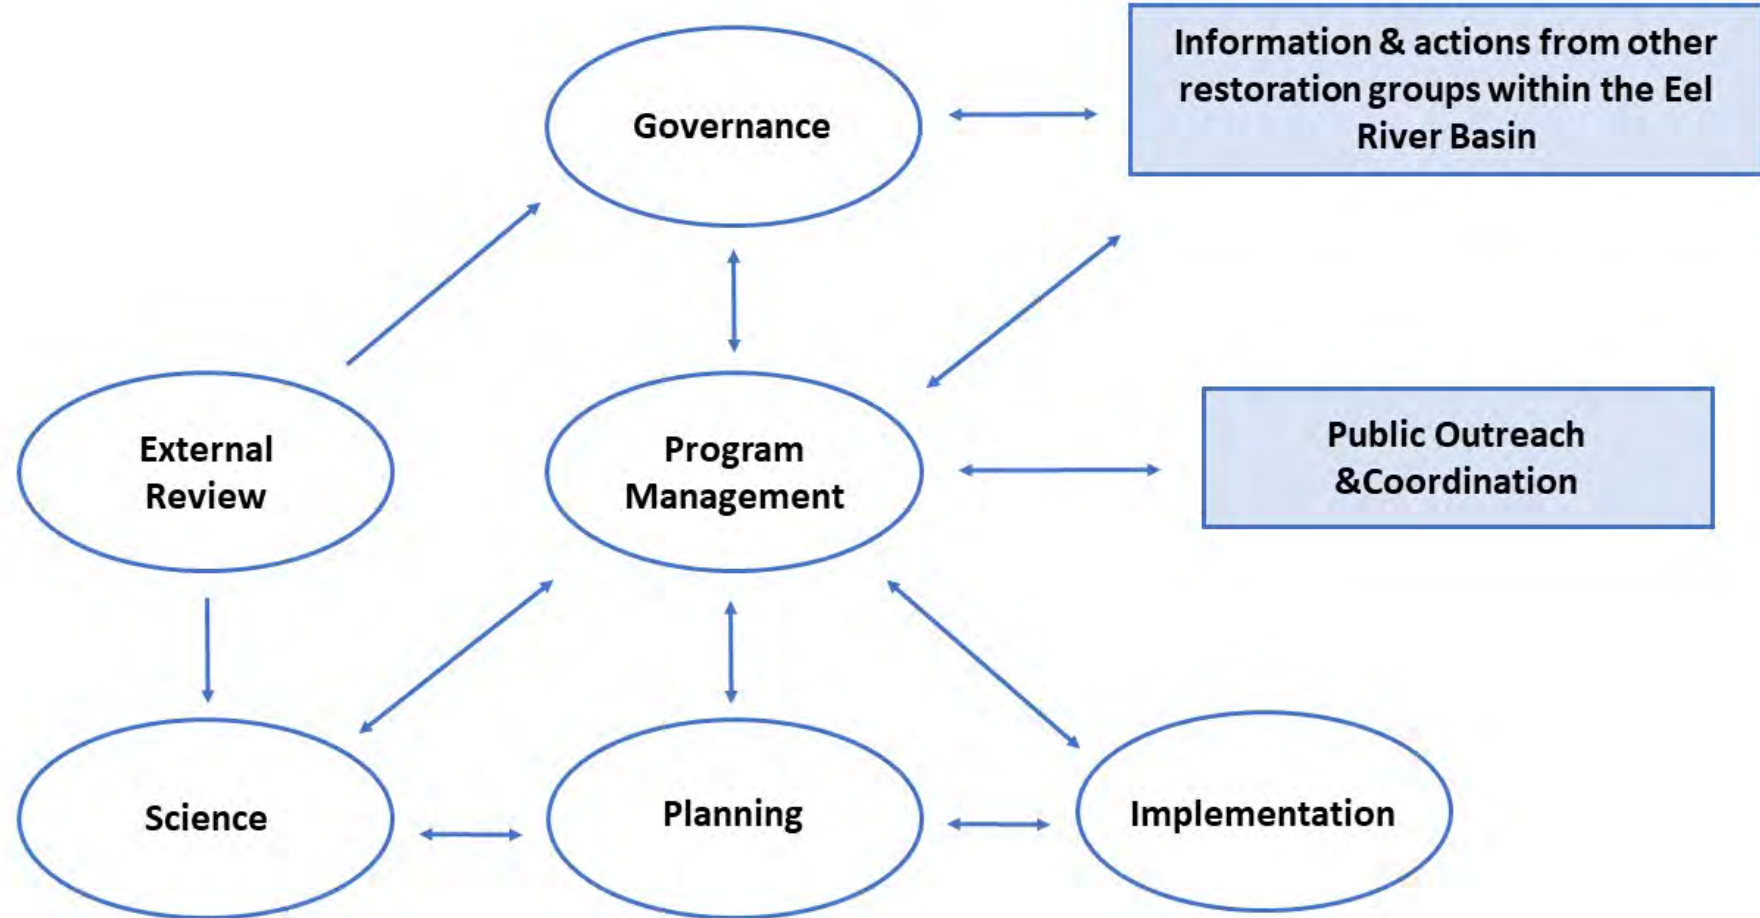 Governance
Information & actions from other
restoration groups within the Eel
River Basin
External
Review
Program
Management
Public Outreach
&Coordination
Science
Planning
Implementation